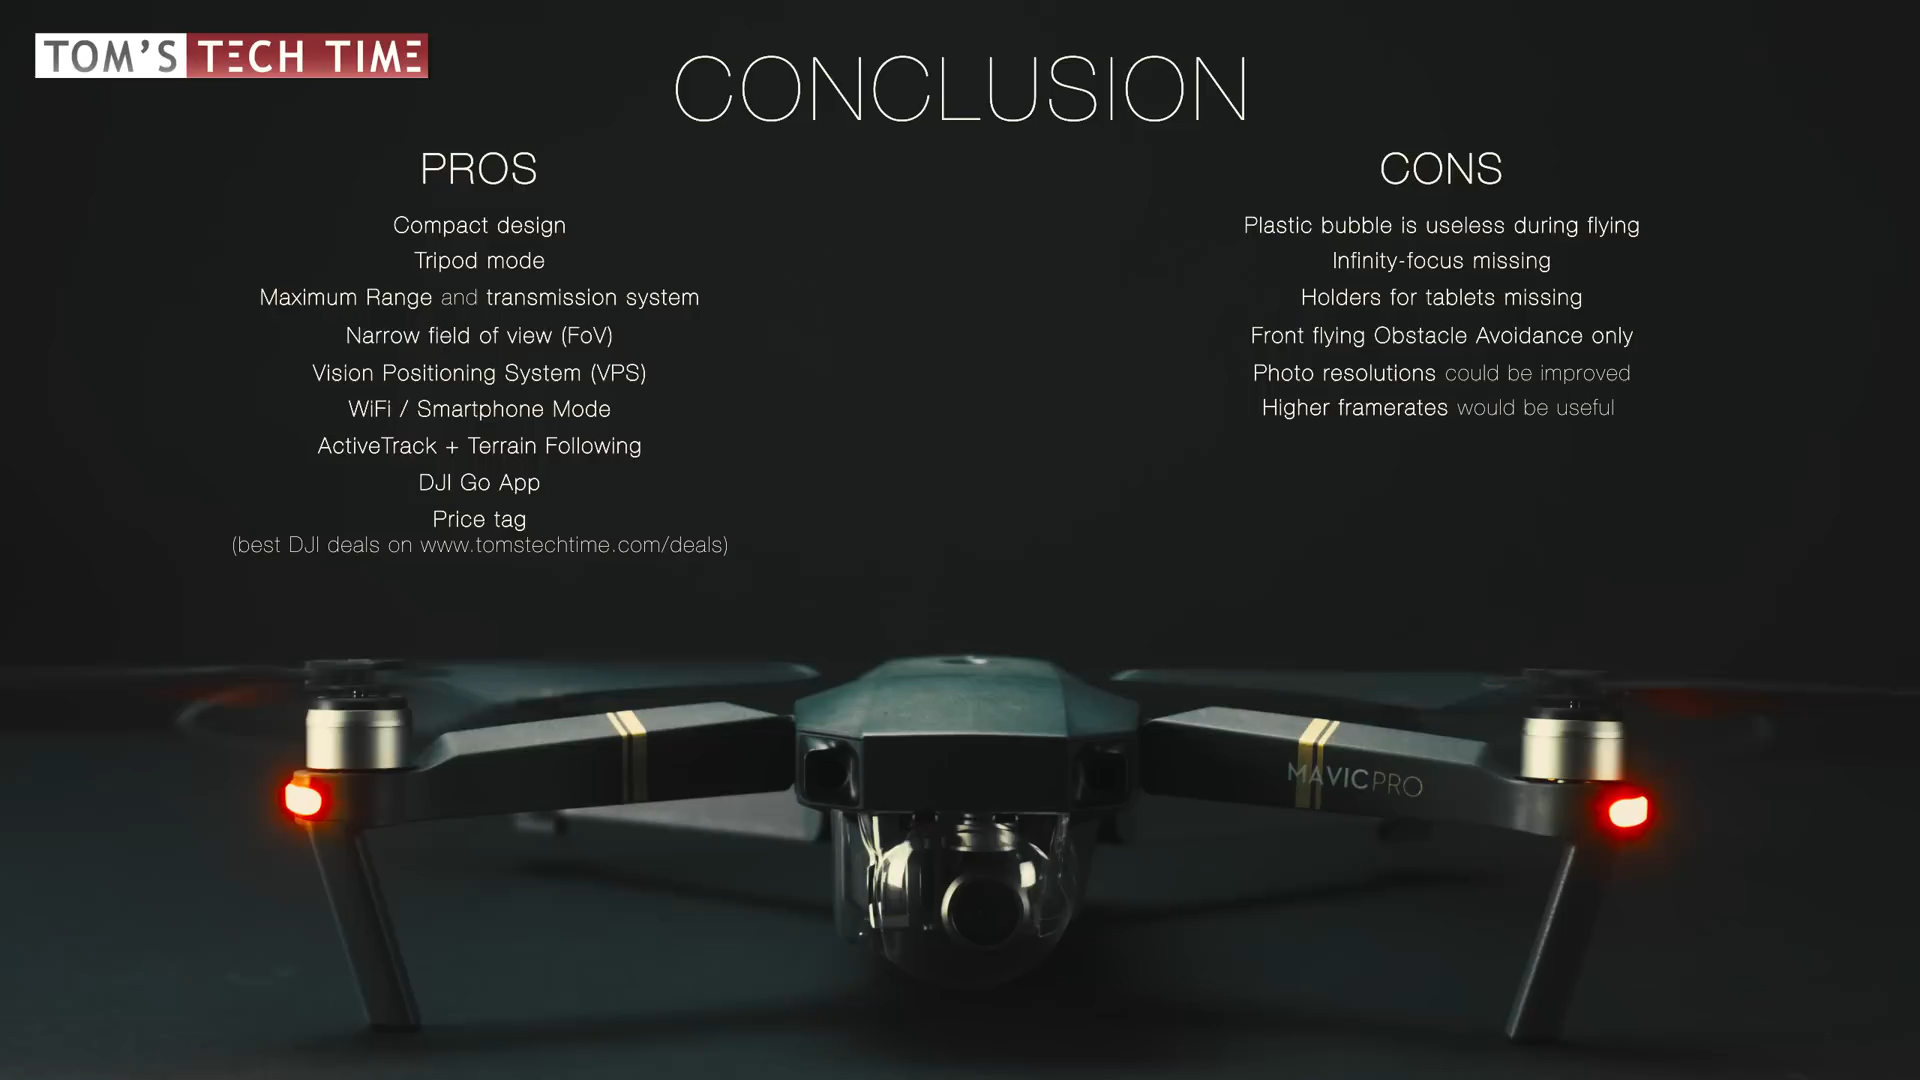 TOM'S TECH TIME
CONCLUSION
PROS
Compact design
Tripod mode
Maximum Range and transmission system
Narrow field of view (FoV)
Vision Positioning System (VPS)
WiFi / Smartphone Mode
ActiveTrack + Terrain Following
DJI Go App
Price tag
(best DJI deals on www.tomstechtime.com/deals)
CONS
Plastic bubble is useless during flying
Infinity-focus missing
Holders for tablets missing
Front flying Obstacle Avoidance only
Photo resolutions could be improved
Higher framerates would be useful
MAVIC PRO